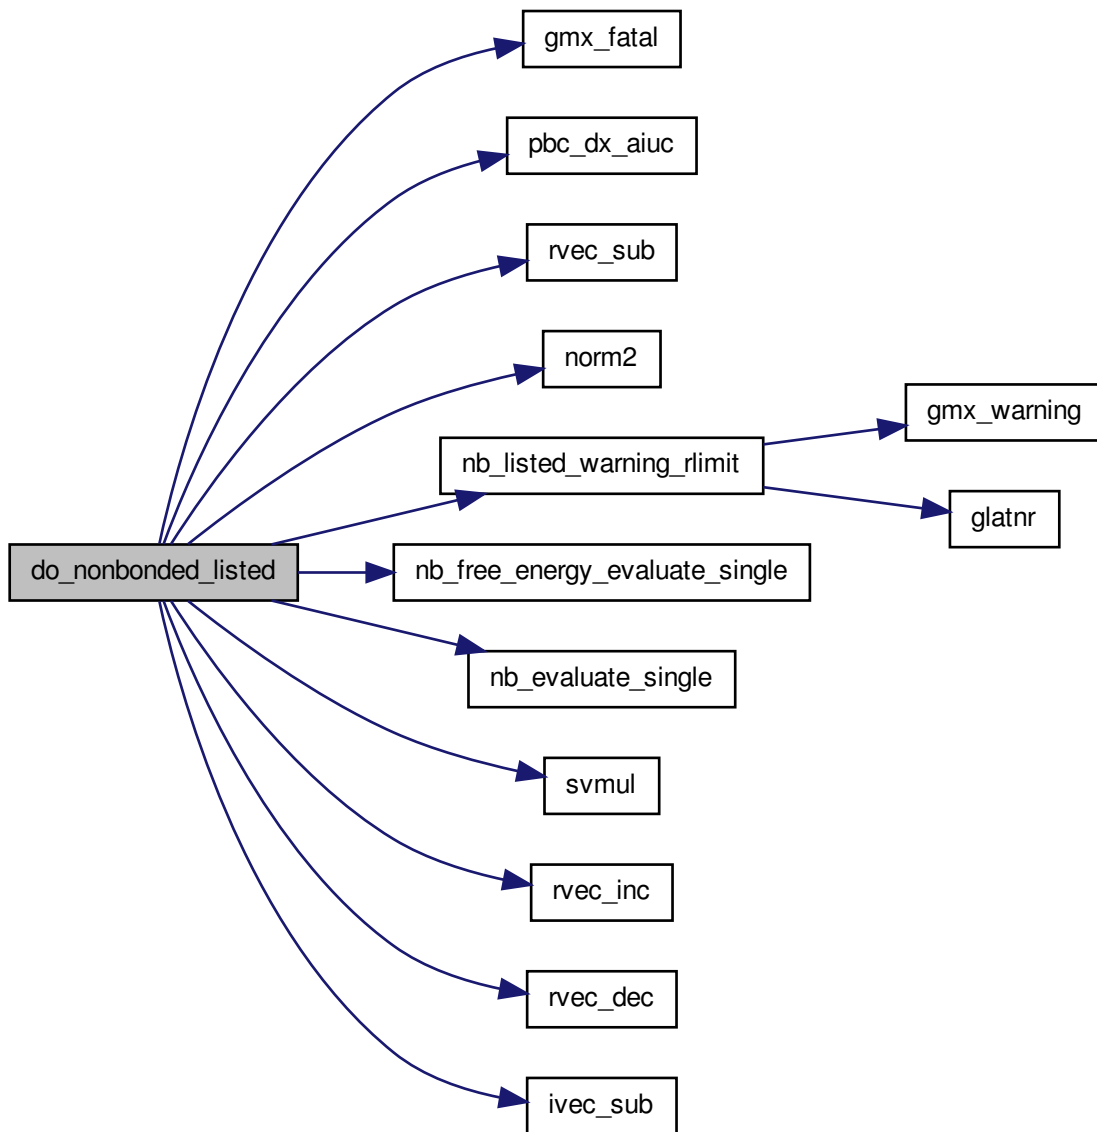 gmx_fatal
pbc_dx_aiuc
rvec_sub
norm2
gmx_warning
nb_listed_warning_rlimit
glatnr
do_nonbonded_listed
nb_free_energy_evaluate_single
nb_evaluate_single
svmul
rvec_inc
rvec_dec
ivec_sub